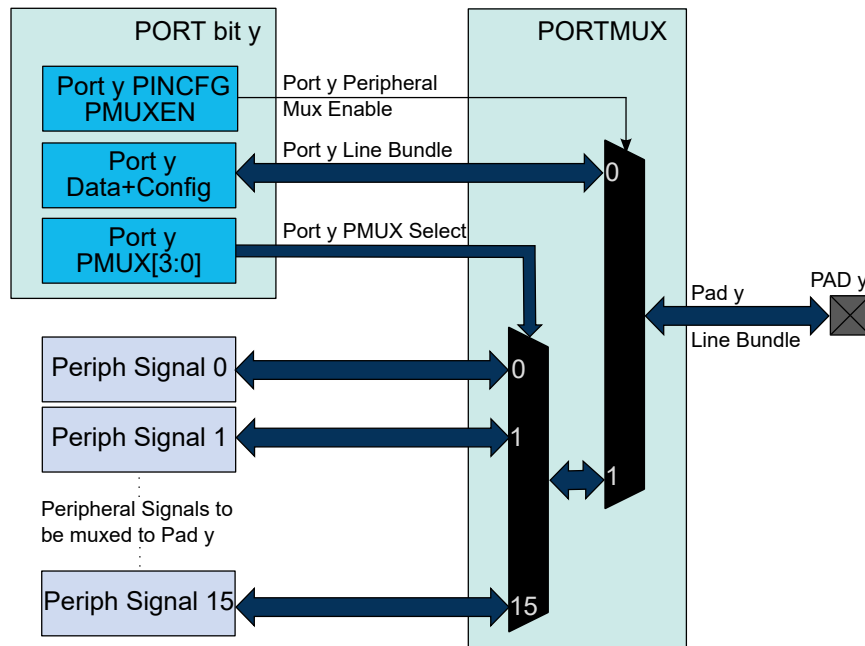 PORT bit y
PORTMUX
Port y PINCFG
PMUXEN
Port y Peripheral
Mux Enable
Port y
Data+Config
Port y Line Bundle
0
Port y
PMUX[3:0]
Port y PMUX Select
PAD y
Pad y
Line Bundle
Periph Signal 0
0
Periph Signal 1
1
1
Peripheral Signals to
be muxed to Pad y
Periph Signal 15
15